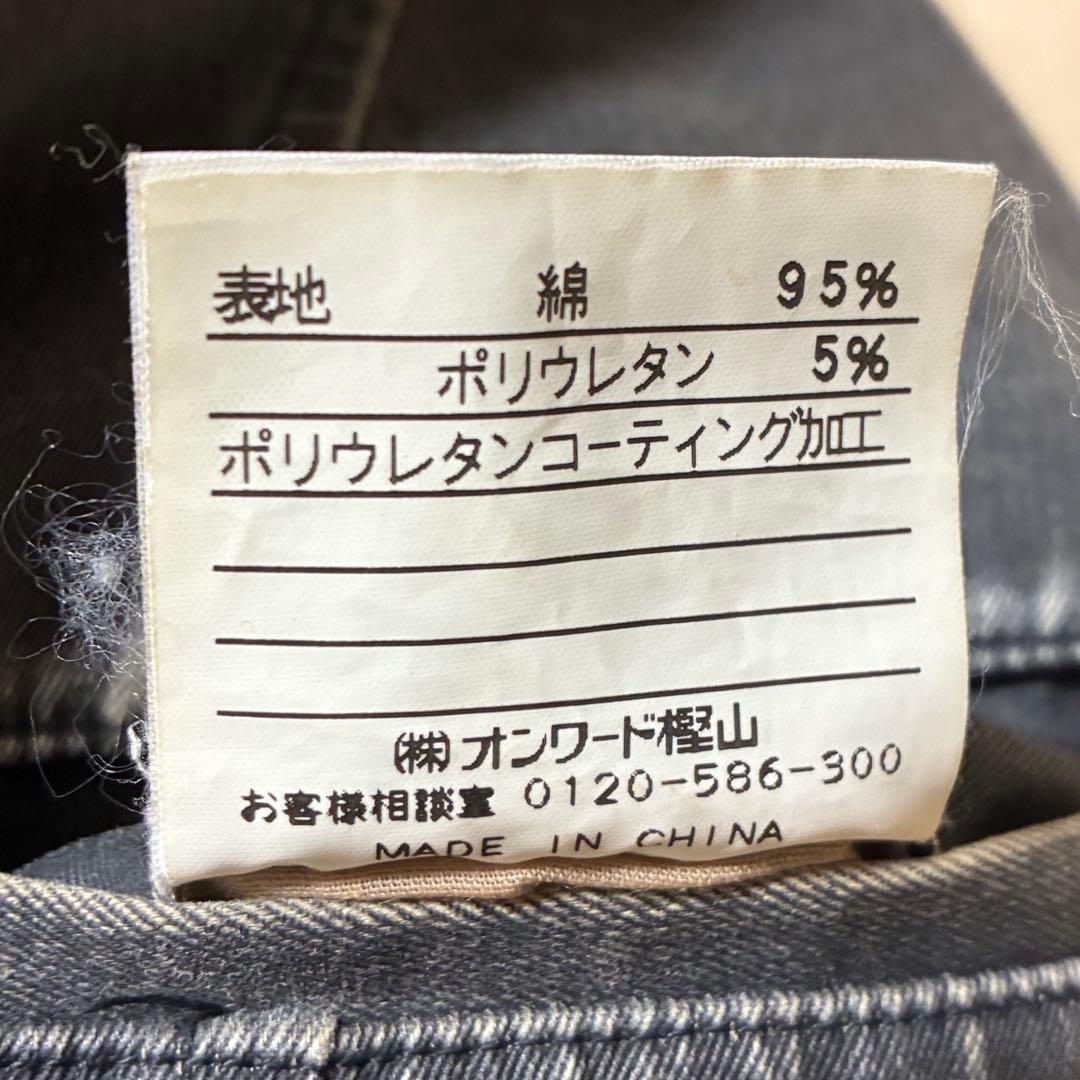 表地 綿 95%
ポリウレタン 5%
ポリウレタンコーティング加工
(株)オンワード樫山
お客様相談室 0120-586-300
MADE IN CHINA